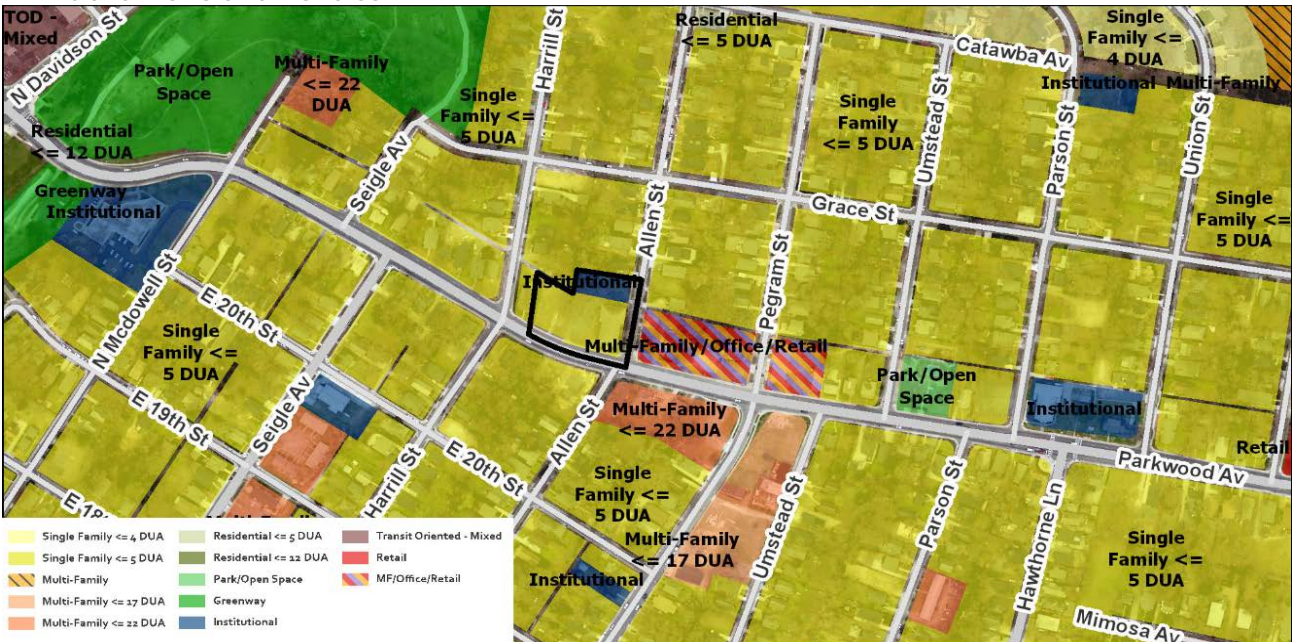 TOD -
Mixed
N Davidson St
Park/Open
Space
Multi-Family
<= 22
DUA
Harrill St
Residential
<= 5 DUA
Single
Family
<= 4 DUA
Catawba Av
Institutional
Multi-Family
Single
Family <=
5 DUA
Single
Family
<= 5 DUA
Umstead St
Parson St
Union St
Residential
<= 12 DUA
Seigle Av
Greenway
Institutional
Allen St
Grace St
Single
Family <=
5 DUA
Pegram St
N Mcdowell St
E 20th St
Institutional
Single
Family <=
5 DUA
Multi-Family/Office/Retail
Park/Open
Space
Institutional
E 19th St
Seigle Av
Harrill St
E 20th St
Allen St
Multi-Family
<= 22 DUA
Retail
Parkwood Av
Single
Family <=
5 DUA
Umstead St
Parson St
Hawthorne Ln
E 18th
Multi-Family
<= 17 DUA
Single
Family <=
5 DUA
Institutional
Mimosa Av
Single Family <= 4 DUA
Single Family <= 5 DUA
Multi-Family
Multi-Family <= 17 DUA
Multi-Family <= 22 DUA
Residential <= 5 DUA
Residential <= 12 DUA
Park/Open Space
Greenway
Institutional
Transit Oriented - Mixed
Retail
MF/Office/Retail